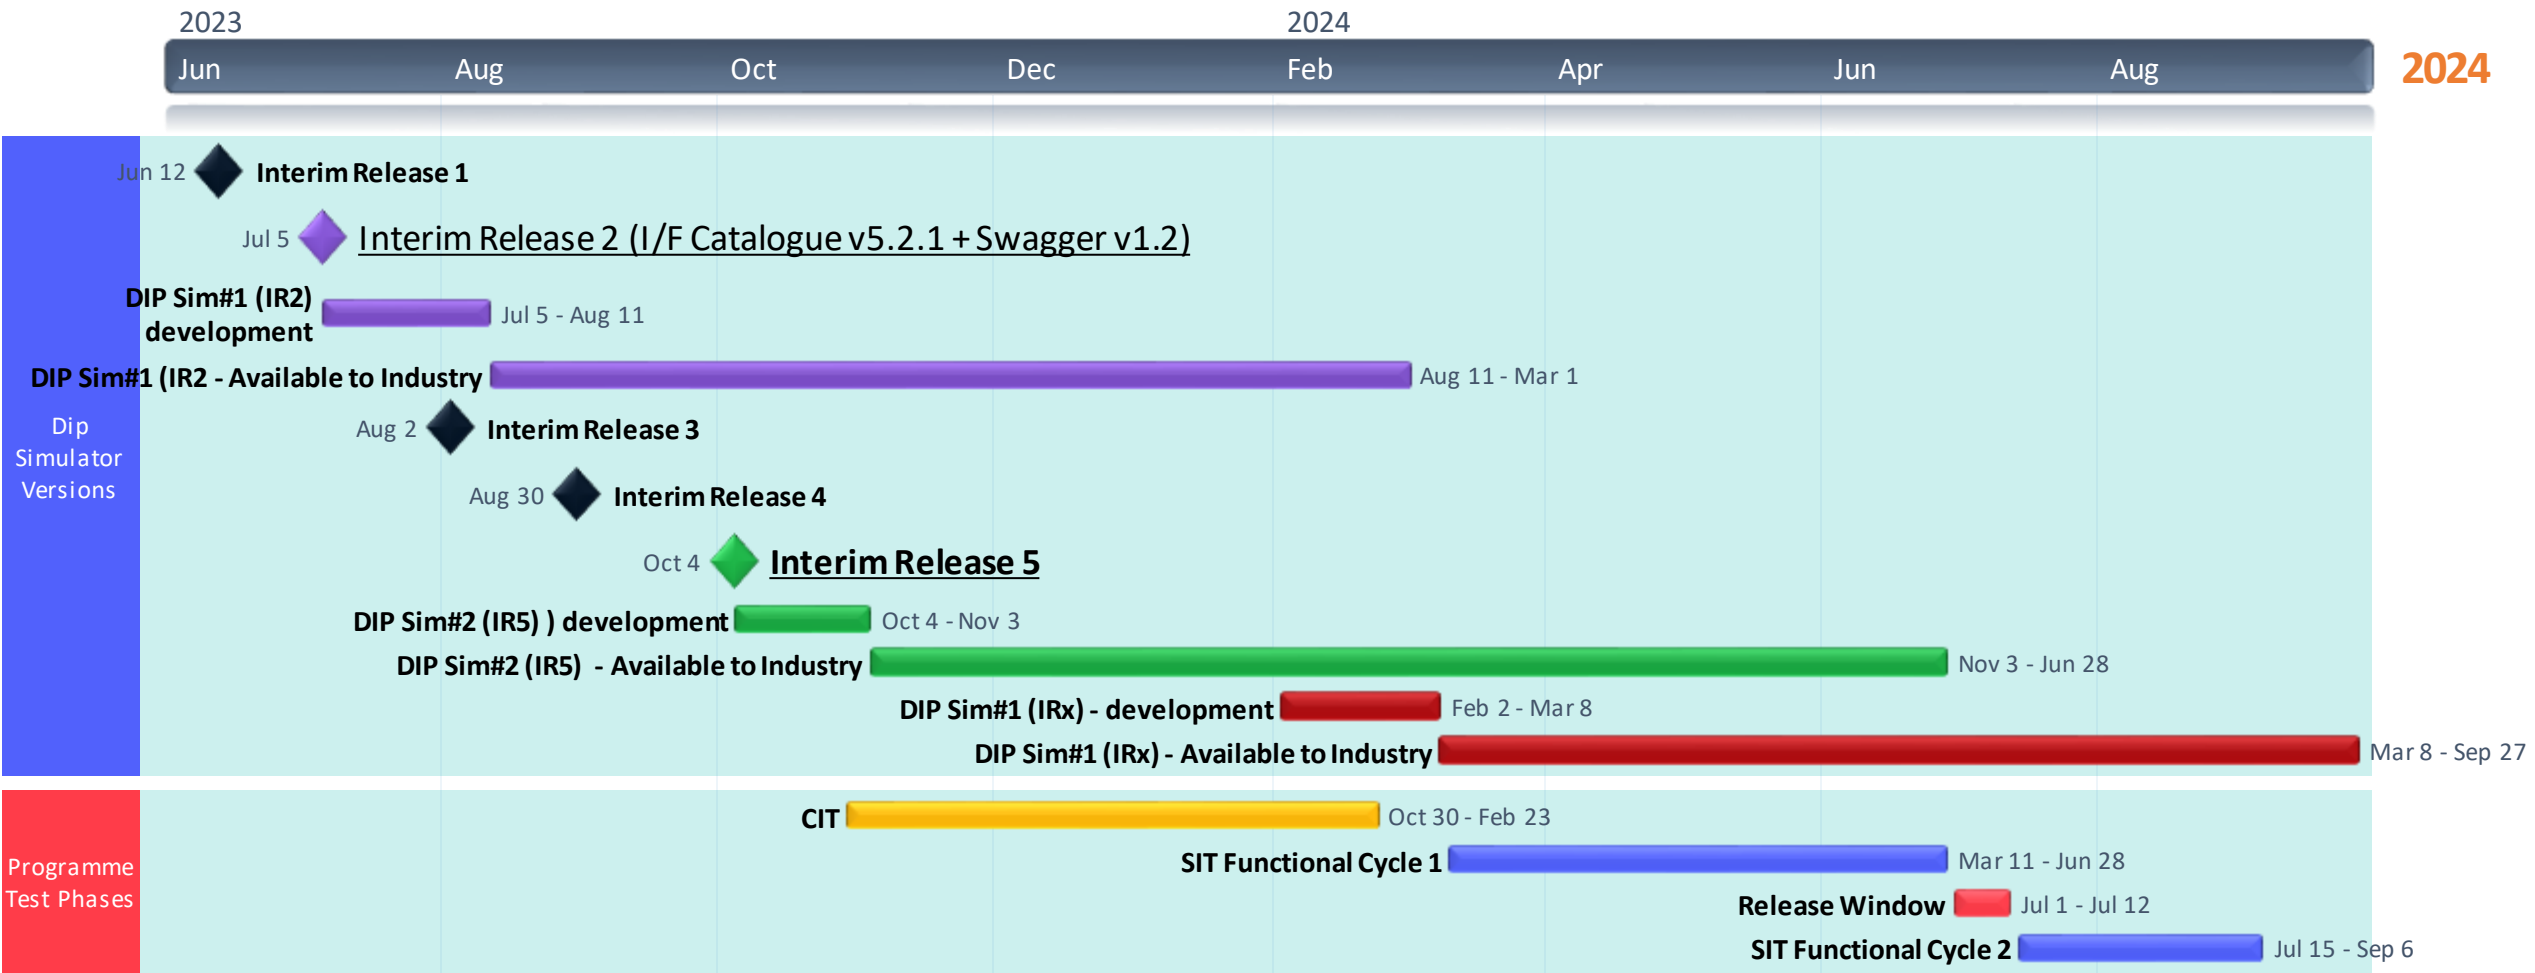 2023
2024
Jun
Aug
Oct
Dec
Feb
Apr
Jun
Aug
2024
Jun 12
Interim Release 1
Jul 5
Interim Release 2 (I/F Catalogue v5.2.1 + Swagger v1.2)
DIP Sim#1 (IR2)
development
Jul 5 - Aug 11
DIP Sim#1 (IR2 - Available to Industry
Aug 11 - Mar 1
Dip
Simulator
Versions
Aug 2
Interim Release 3
Aug 30
Interim Release 4
Oct 4
Interim Release 5
DIP Sim#2 (IR5) ) development
Oct 4 - Nov 3
DIP Sim#2 (IR5)  - Available to Industry
Nov 3 - Jun 28
DIP Sim#1 (IRx) - development
Feb 2 - Mar 8
DIP Sim#1 (IRx) - Available to Industry
Mar 8 - Sep 27
Programme
Test Phases
CIT
Oct 30 - Feb 23
SIT Functional Cycle 1
Mar 11 - Jun 28
Release Window
Jul 1 - Jul 12
SIT Functional Cycle 2
Jul 15 - Sep 6